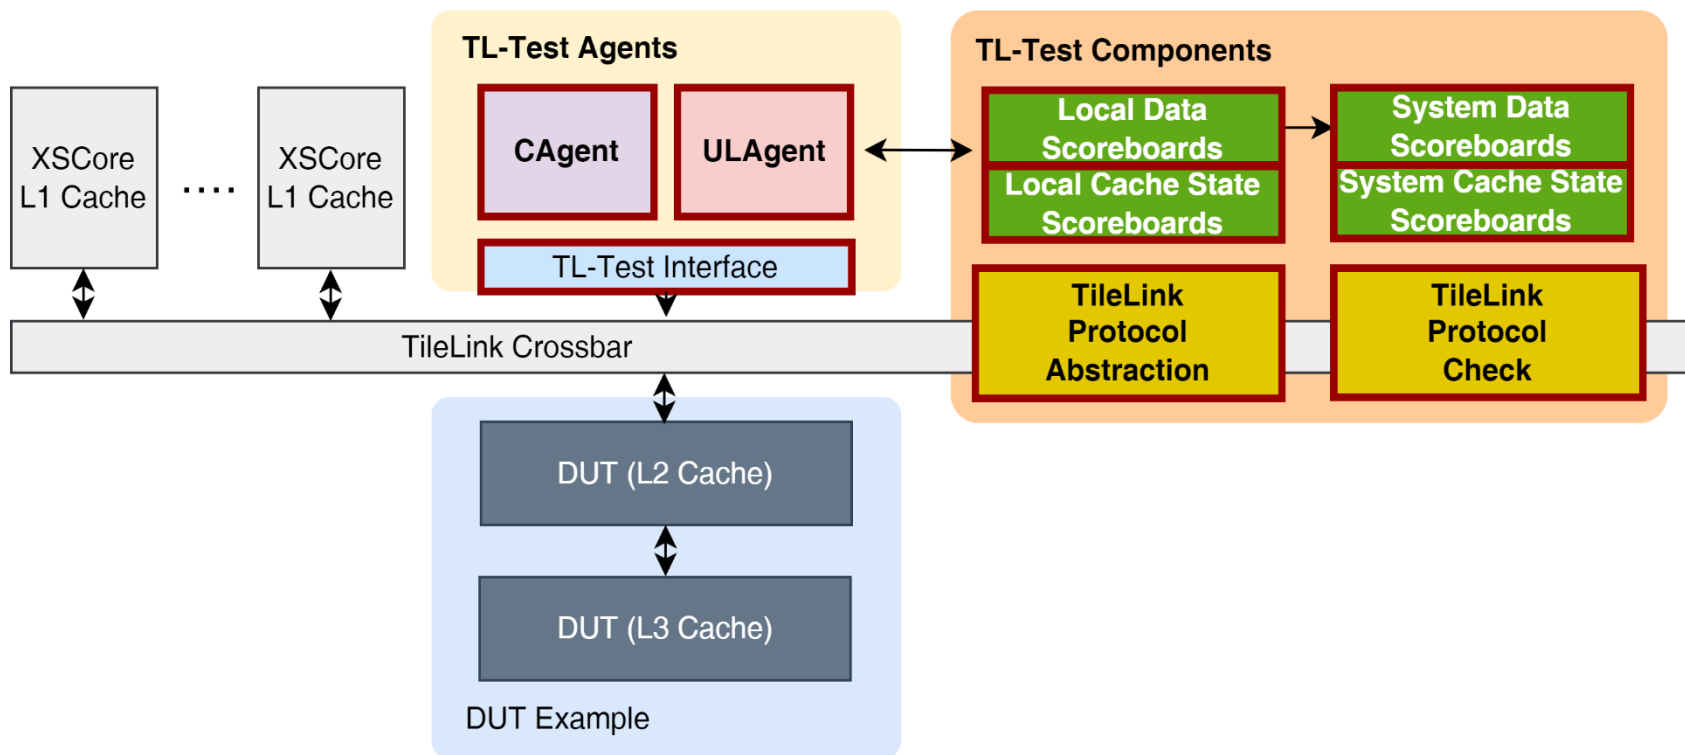 TL-Test Agents
TL-Test Components
XSCore
L1 Cache
....
XSCore
L1 Cache
CAgent
ULAgent
TL-Test Interface
Local Data
Scoreboards
Local Cache State
Scoreboards
System Data
Scoreboards
System Cache State
Scoreboards
TileLink
Protocol
Abstraction
TileLink
Protocol
Check
TileLink Crossbar
DUT (L2 Cache)
DUT (L3 Cache)
DUT Example